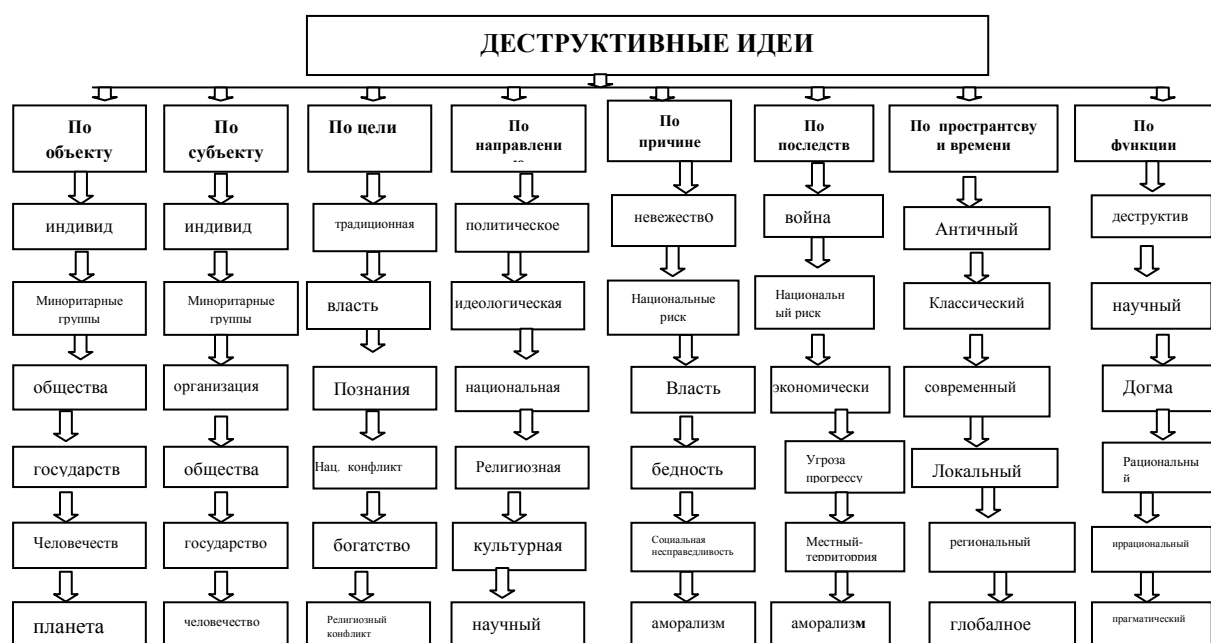 ДЕСТРУКТИВНЫЕ ИДЕИ
По
объекту
По
субъекту
По цели
По
направлени
По
причине
По
последств
По пространтсву
и времени
По
функции
индивид
индивид
традиционная
политическое
невежество
война
Античный
деструктив
Миноритарные
группы
Миноритарные
группы
власть
идеологическая
Национальные
риск
Националын
ый риск
Классический
научный
общества
организация
Познания
национальная
Власть
экономически
современный
Догма
государств
общества
Нац. конфликт
Религиозная
бедность
Угроза
прогрессу
Локальный
Рациональны
й
Человечеств
государство
богатство
культурная
Социальная
несправедливость
Местный-
территоррия
региональный
иррациональный
планета
человечество
Религиозный
конфликт
научный
аморализм
аморализм
глобалное
прагматический